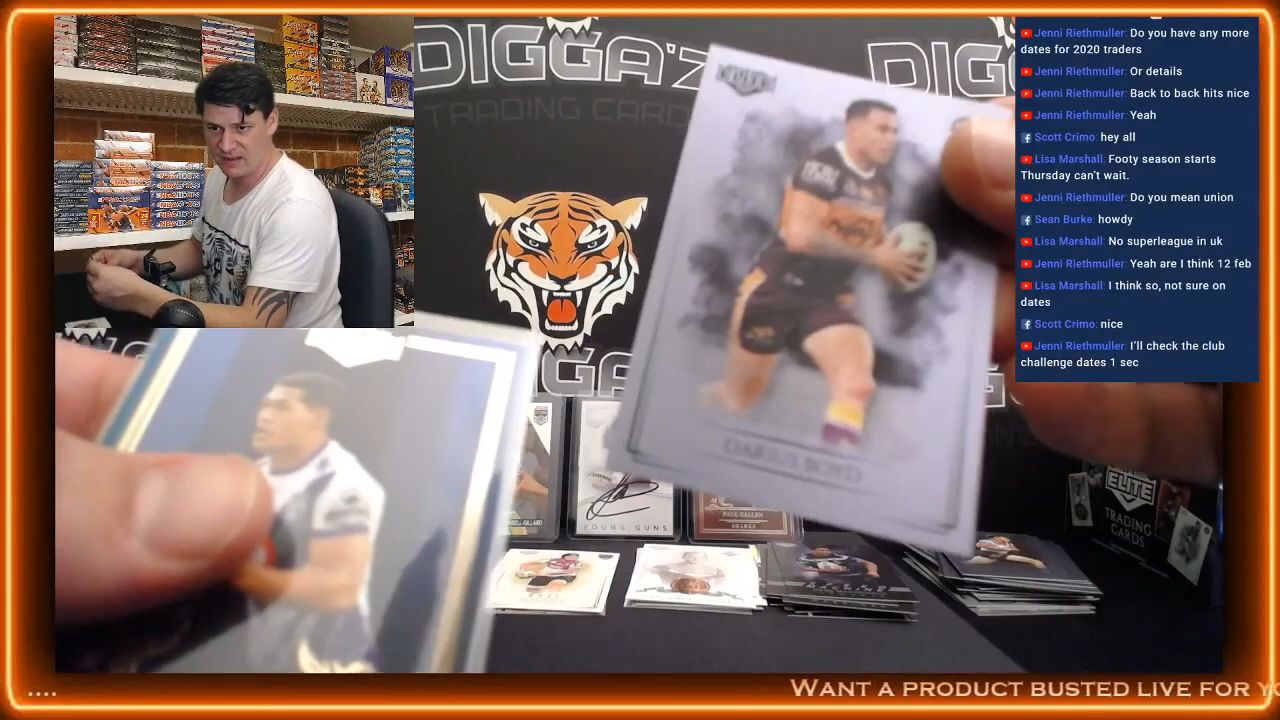 DIGGA'Z
TRADING CARD
DIGG
DIGGA
Jenni Riethmuller: Do you have any more
dates for 2020 traders
Jenni Riethmuller: Or details
Jenni Riethmuller: Back to back hits nice
Jenni Riethmuller: Yeah
Scott Crimo: hey all
Lisa Marshall: Footy season starts
Thursday can't wait.
Jenni Riethmuller: Do you mean union
Sean Burke: howdy
Lisa Marshall: No superleague in uk
Jenni Riethmuller: Yeah are I think 12 feb
Lisa Marshall: I think so, not sure on
dates
Scott Crimo: nice
Jenni Riethmuller: I'll check the club
challenge dates 1 sec
DARIUS BOYD
YOUNG GUNS
PAUL GALLEN
SHARKS
ELITE
TRADING
CARDS
....
WANT A PRODUCT BUSTED LIVE FOR YO